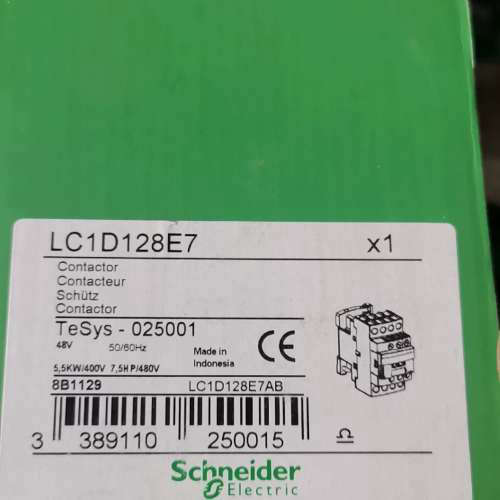 LC1D128E7 x1
Contactor
Contacteur
Schütz
Contactor
TeSys - 025001
48V 50/60Hz
Made in
Indonesia
5,5KW/400V 7,5HP/480V
8B1129 LC1D128E7AB
3 389110 250015
Schneider
Electric